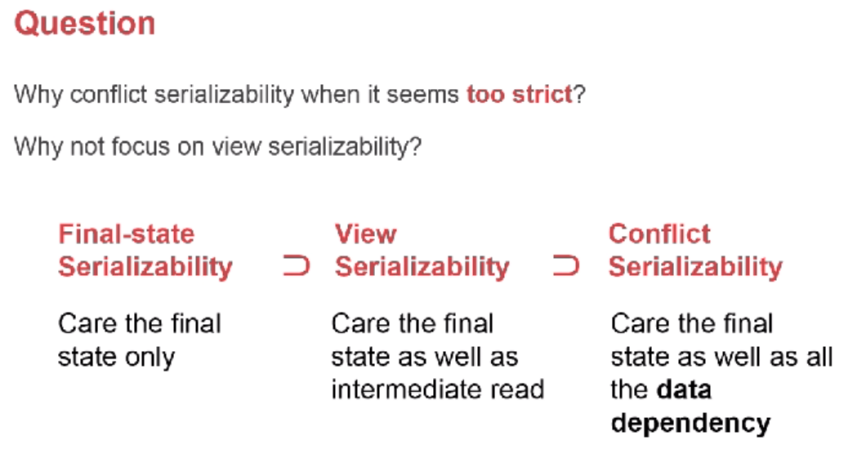 Question
Why conflict serializability when it seems too strict?
Why not focus on view serializability?
Final-state
Serializability
⊃
View
Serializability
⊃
Conflict
Serializability
Care the final
state only
Care the final
state as well as
intermediate read
Care the final
state as well as all
the data
dependency